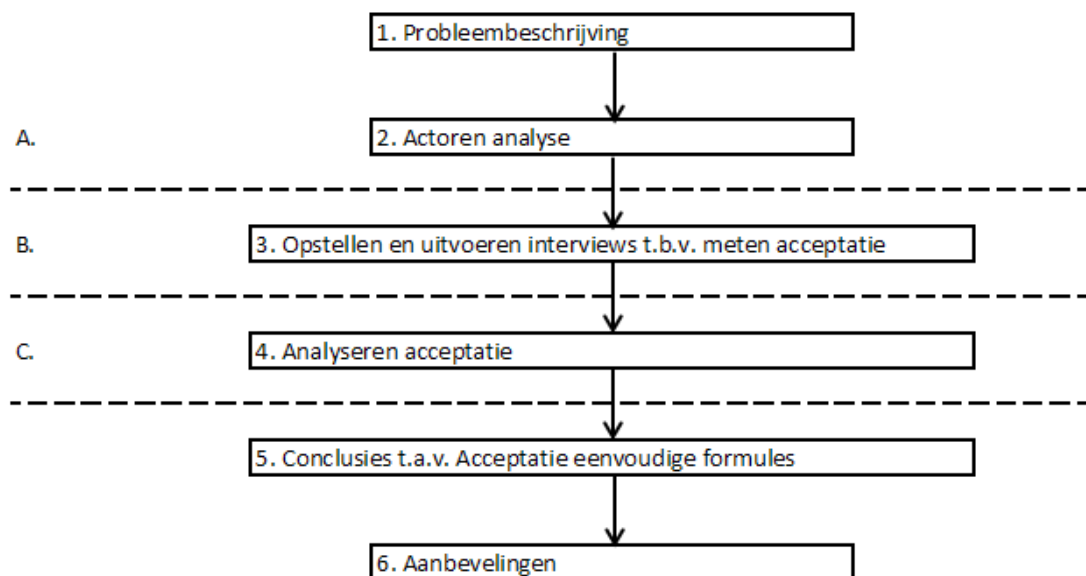 1. Probleembeschrijving
A.
2. Actoren analyse
B.
3. Opstellen en uitvoeren interviews t.b.v. meten acceptatie
C.
4. Analyseren acceptatie
5. Conclusies t.a.v. Acceptatie eenvoudige formules
6. Aanbevelingen